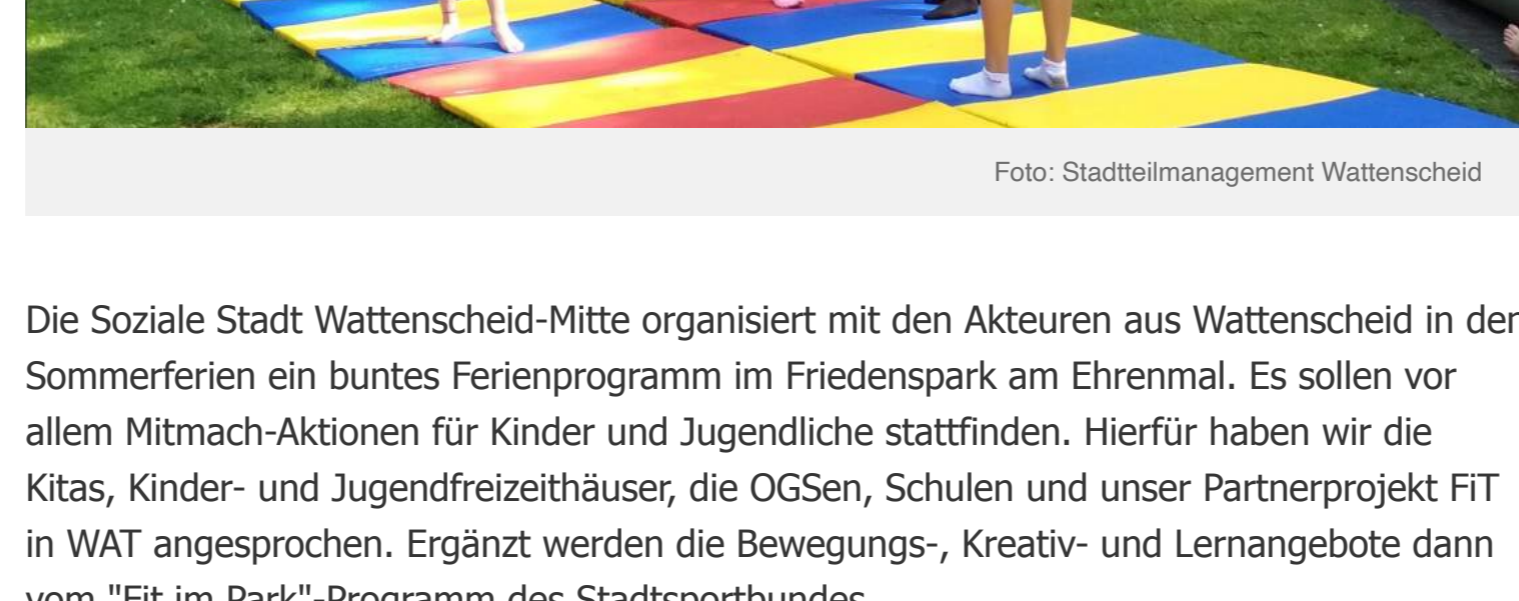 Foto: Stadtteilmanagement Wattenscheid
Die Soziale Stadt Wattenscheid-Mitte organisiert mit den Akteuren aus Wattenscheid in den
Sommerferien ein buntes Ferienprogramm im Friedenspark am Ehrenmal. Es sollen vor
allem Mitmach-Aktionen für Kinder und Jugendliche stattfinden. Hierfür haben wir die
Kitas, Kinder- und Jugendfreizeithäuser, die OGSen, Schulen und unser Partnerprojekt FiT
in WAT angesprochen. Ergänzt werden die Bewegungs-, Kreativ- und Lernangebote dann
vom "Fit im Park"-Programm des Stadtsportbundes.